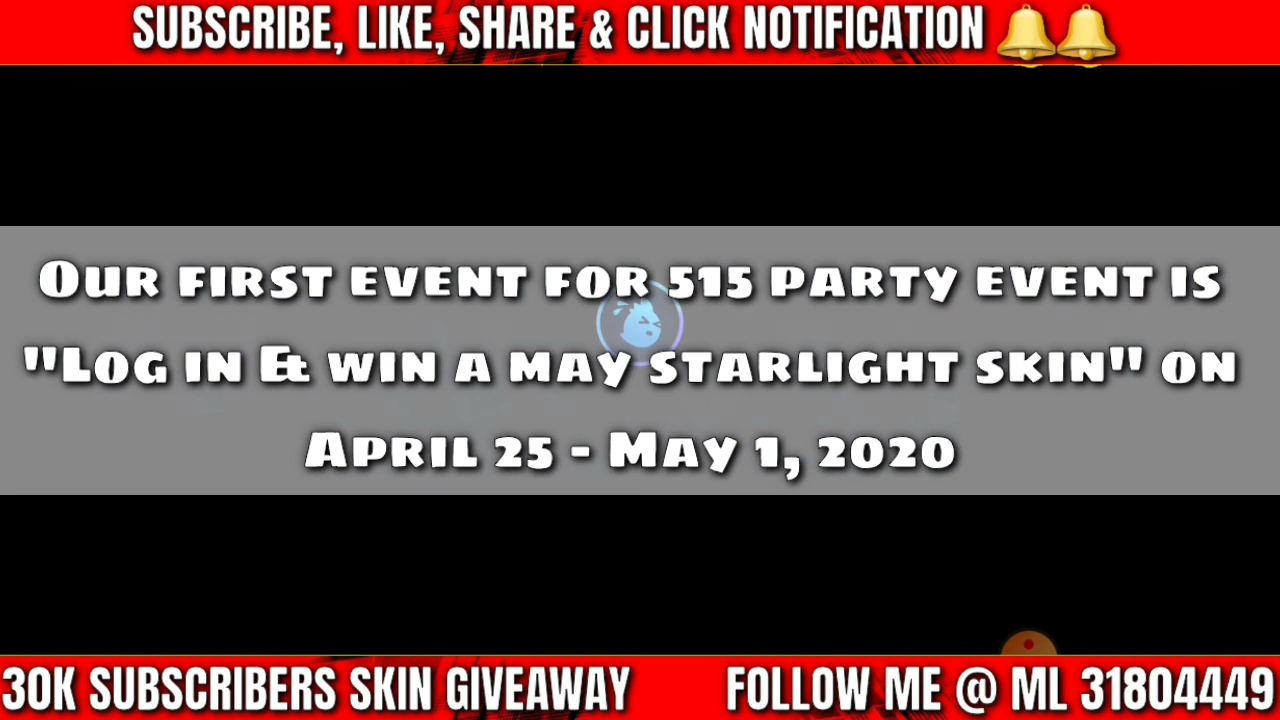 SUBSCRIBE, LIKE, SHARE & CLICK NOTIFICATION 🔔🔔
Our first event for 515 party event is
"Log in & win a may starlight skin" on
April 25 - May 1, 2020
30K SUBSCRIBERS SKIN GIVEAWAY
FOLLOW ME @ ML 31804449